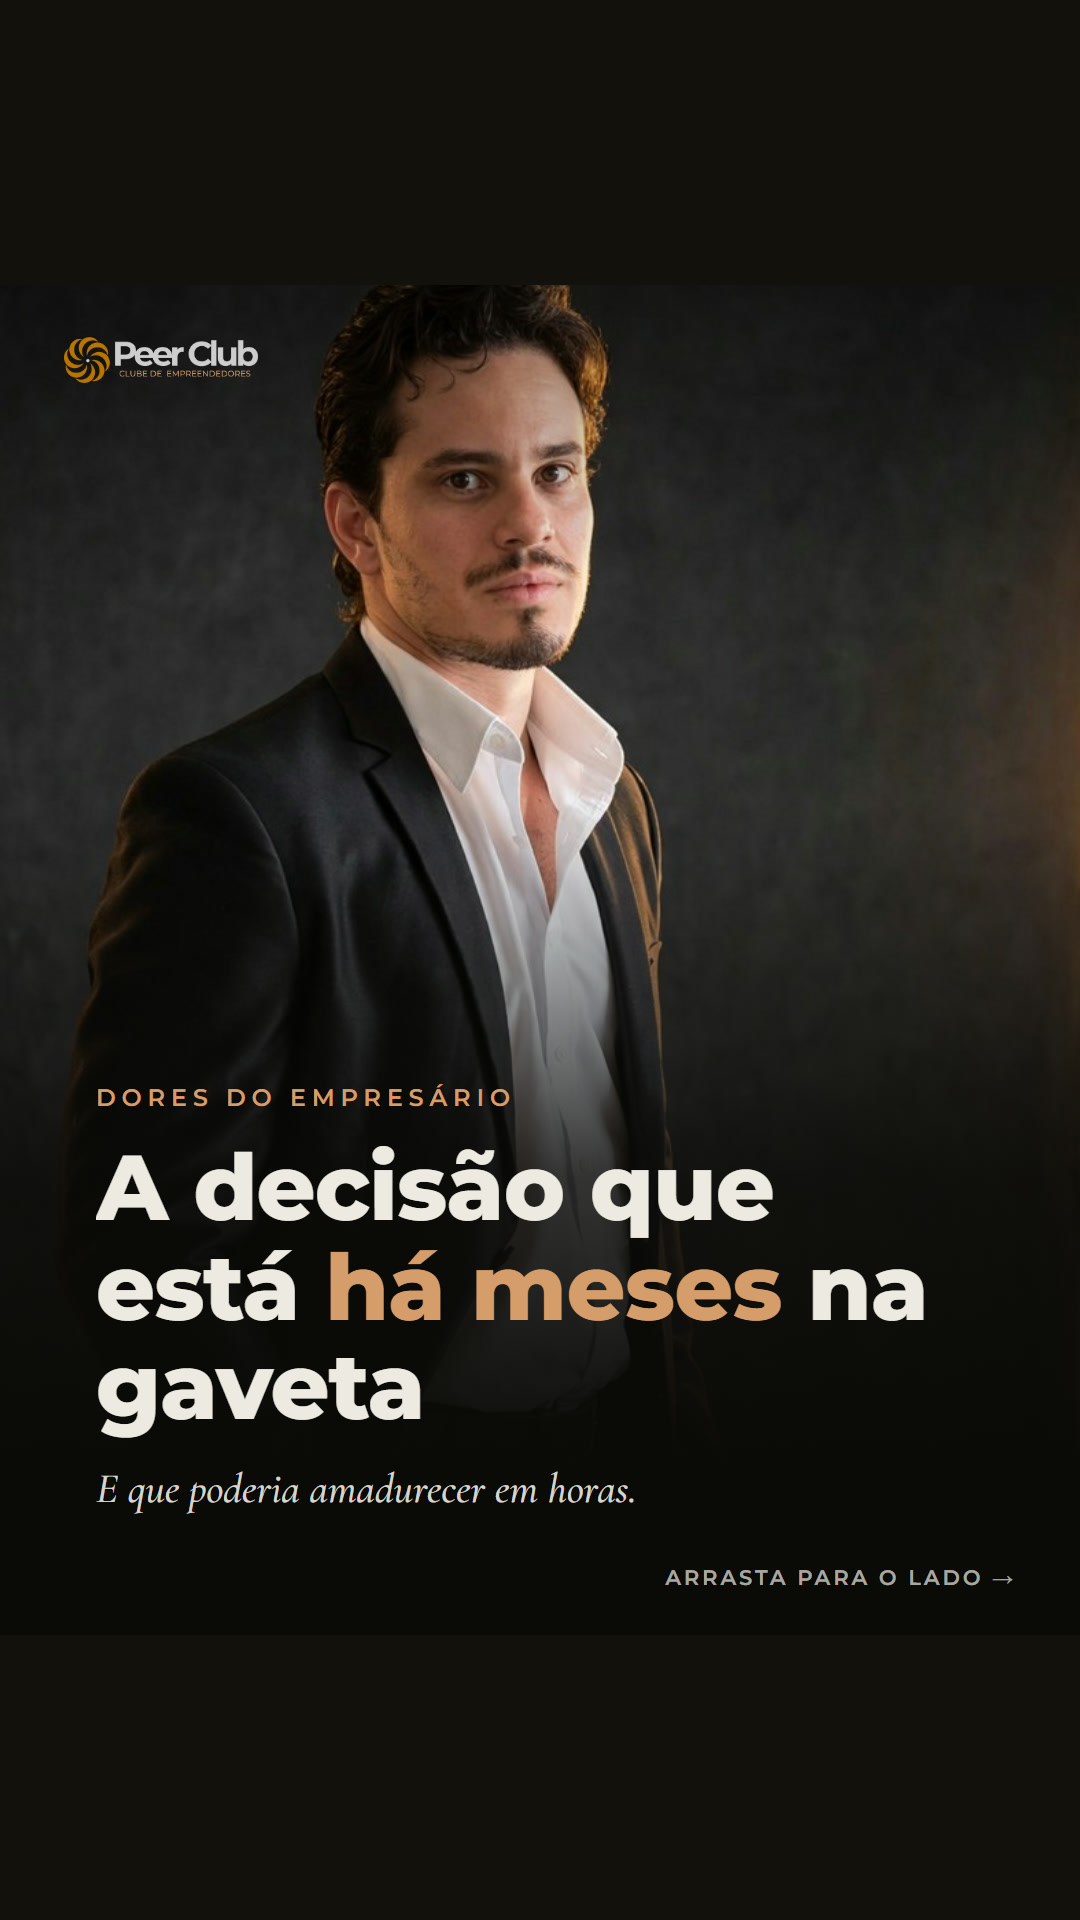 Peer Club
CLUBE DE EMPREENDEDORES
DORES DO EMPRESÁRIO
A decisão que
está há meses na
gaveta
E que poderia amadurecer em horas.
ARRASTA PARA O LADO →